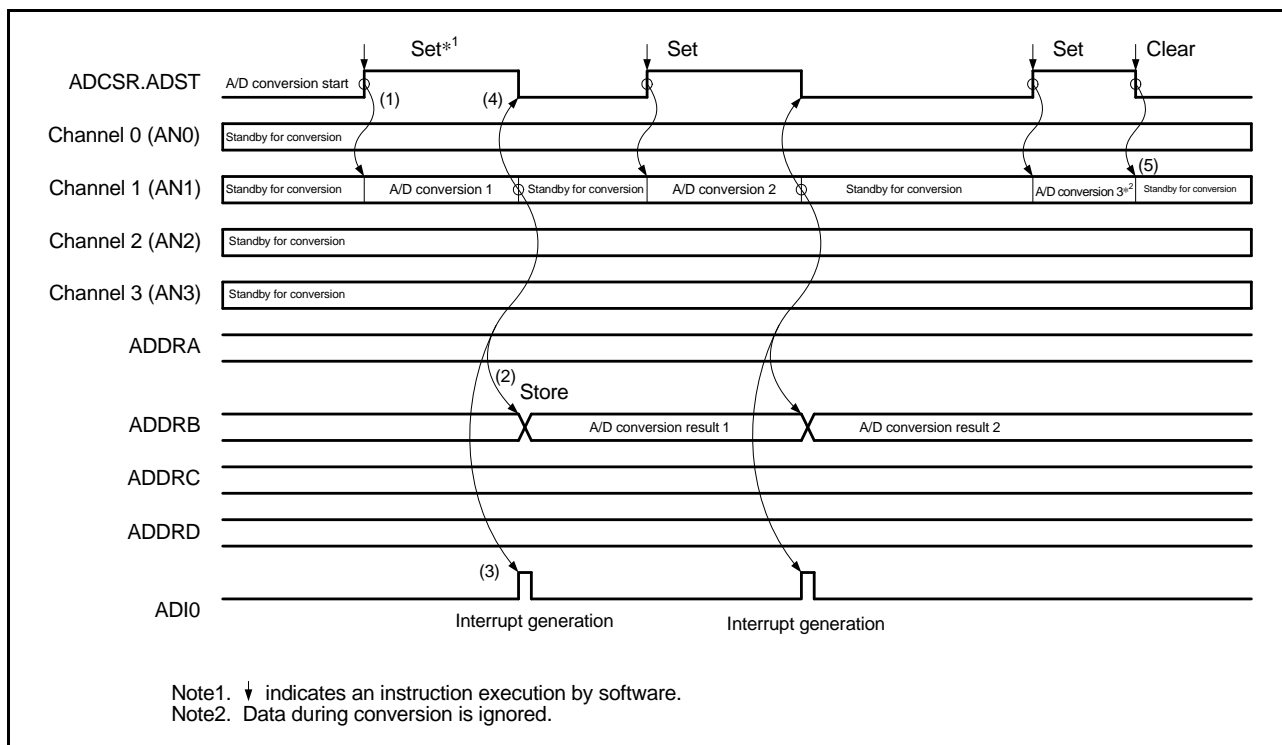 Set*1 Set Set Clear
ADCSR.ADST A/D conversion start (1) (4)
Channel 0 (AN0) Standby for conversion
(5)
Channel 1 (AN1) Standby for conversion A/D conversion 1 Standby for conversion A/D conversion 2 Standby for conversion A/D conversion 3*2 Standby for conversion
Channel 2 (AN2) Standby for conversion
Channel 3 (AN3) Standby for conversion
ADDRA
(2) Store
ADDRB A/D conversion result 1 A/D conversion result 2
ADDRC
ADDRD
(3)
ADI0
Interrupt generation Interrupt generation
Note1. indicates an instruction execution by software.
Note2. Data during conversion is ignored.